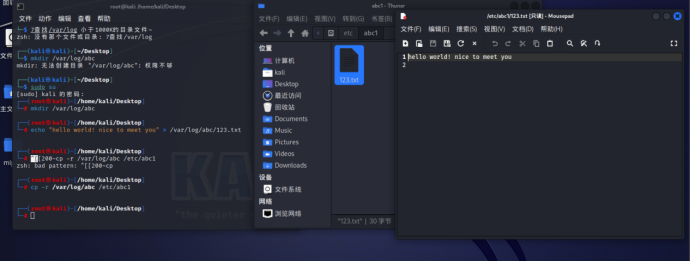 root@kali: /home/kali/Desktop
文件 动作 编辑 查看 帮助
7查找/var/log 小于1000K的目录文件~
zsh: 没有那个文件或目录: 7查找/var/log
(kali㉿kali)-[~/Desktop]
$ mkdir /var/log/abc
mkdir: 无法创建目录 "/var/log/abc": 权限不够
(kali㉿kali)-[~/Desktop]
$ sudo su
[sudo] kali 的密码:
(root㉿kali)-[/home/kali/Desktop]
# mkdir /var/log/abc
(root㉿kali)-[/home/kali/Desktop]
# echo "hello world! nice to meet you" > /var/log/abc/123.txt
(root㉿kali)-[/home/kali/Desktop]
# ^[[200~cp -r /var/log/abc /etc/abc1
zsh: bad pattern: ^[[200~cp
(root㉿kali)-[/home/kali/Desktop]
# cp -r /var/log/abc /etc/abc1
(root㉿kali)-[/home/kali/Desktop]
#
KA
"the quieter
abc1 - Thunar
文件(F) 编辑(E) 视图(V) 转到(G) 书签(B)
etc abc1
位置
计算机
kali
Desktop
最近访问
回收站
Documents
Music
Pictures
Videos
Downloads
设备
文件系统
网络
浏览网络
123.txt
"123.txt" | 30 字节
/etc/abc1/123.txt [只读] - Mousepad
文件(F) 编辑(E) 搜索(S) 视图(V) 文档(D) 帮助(H)
1 hello world! nice to meet you
2